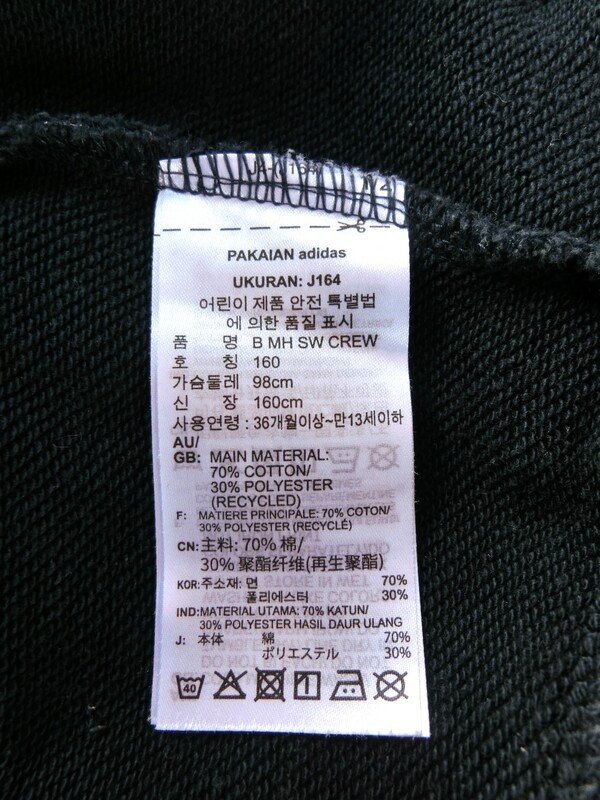 PAKAIAN adidas
UKURAN: J164
어린이 제품 안전 특별법
에 의한 품질 표시
품 명 B MH SW CREW
호 칭 160
가슴둘레 98cm
신 장 160cm
사용연령 : 36개월이상~만13세이하
AU/
GB: MAIN MATERIAL:
70% COTTON/
30% POLYESTER
(RECYCLED)
F: MATIERE PRINCIPALE: 70% COTON/
30% POLYESTER (RECYCLÉ)
CN: 主料: 70% 棉/
30% 聚酯纤维(再生聚酯)
KOR: 주소재: 면 70%
폴리에스터 30%
IND: MATERIAL UTAMA: 70% KATUN/
30% POLYESTER HASIL DAUR ULANG
J: 本体 綿 70%
ポリエステル 30%
40